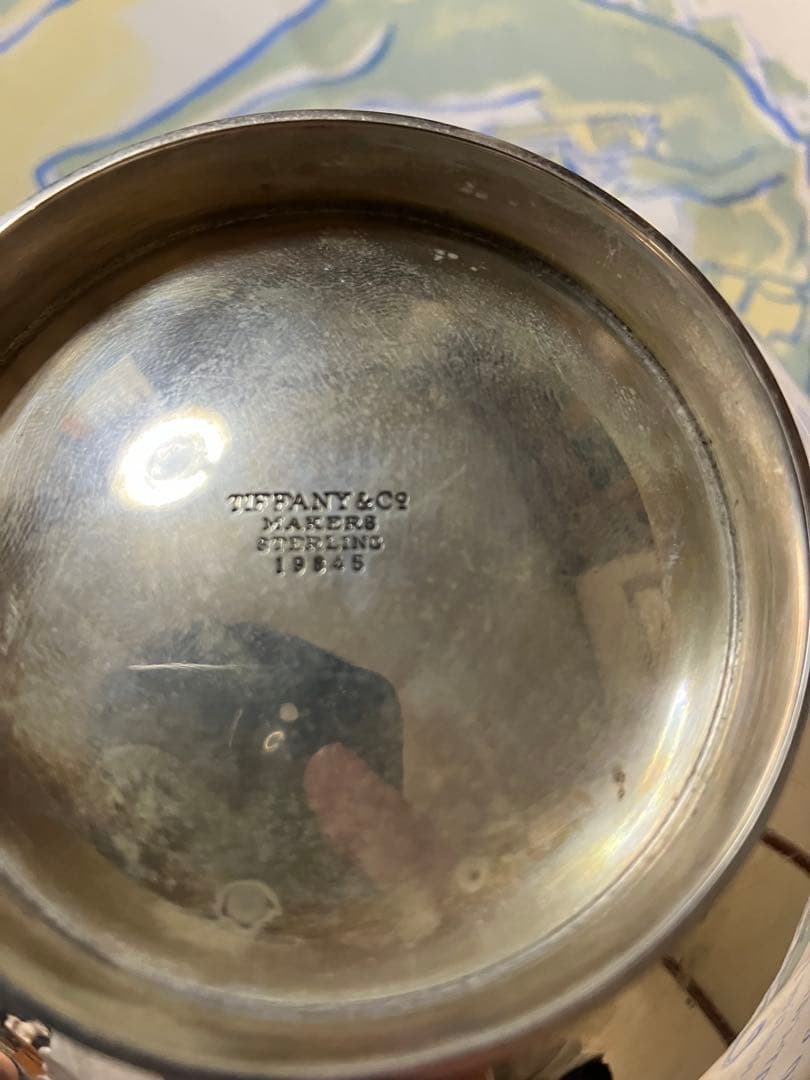 TIFFANY & Cº
MAKERS
STERLING
19845